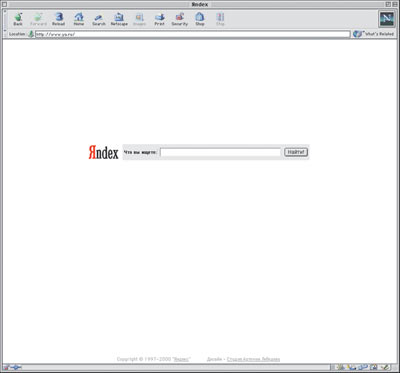 Яndex
Back Forward Reload Home Search Netscape Images Print Security Shop Stop
Location: http://www.ya.ru/ What's Related
Яndex Что вы ищете: Найти!
Copyright © 1997-2000 "Яндекс" Дизайн - Студия Артемия Лебедева